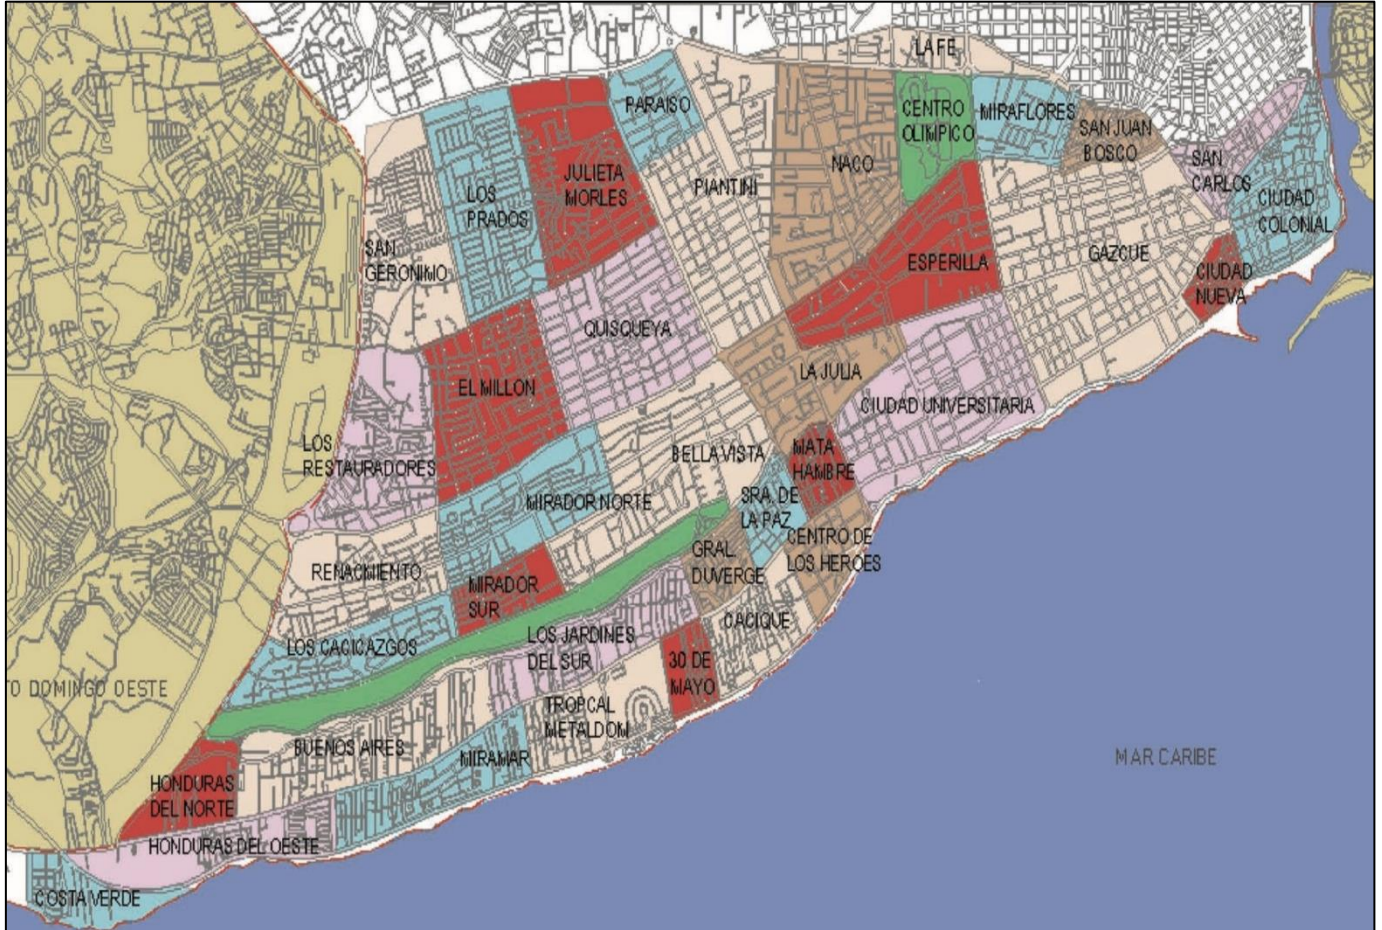 LA FE
PARAISO
CENTRO
OLIMPICO
MIRAFLORES
SAN JUAN
BOSCO
JULIETA
MORLES
NACO
SAN
CARLOS
LOS
PRADOS
PIANTINI
CIUDAD
COLONIAL
SAN
GERONIMO
ESPERILLA
GAZCUE
CIUDAD
NUEVA
QUISQUEYA
EL MILLON
LA JULIA
CIUDAD UNIVERSITARIA
LOS
RESTAURADORES
BELLA VISTA
MATA
HAMBRE
MIRADOR NORTE
SRA. DE
LA PAZ
CENTRO DE
LOS HEROES
GRAL.
DUVERGE
RENACMIENTO
MIRADOR
SUR
CACIQUE
LOS CACICAZGOS
LOS JARDINES
DEL SUR
30 DE
MAYO
TO DOMINGO OESTE
TROPCAL
METALDOM
BUENOS AIRES
MIRAMAR
MAR CARIBE
HONDURAS
DEL NORTE
HONDURAS DEL OESTE
COSTA VERDE